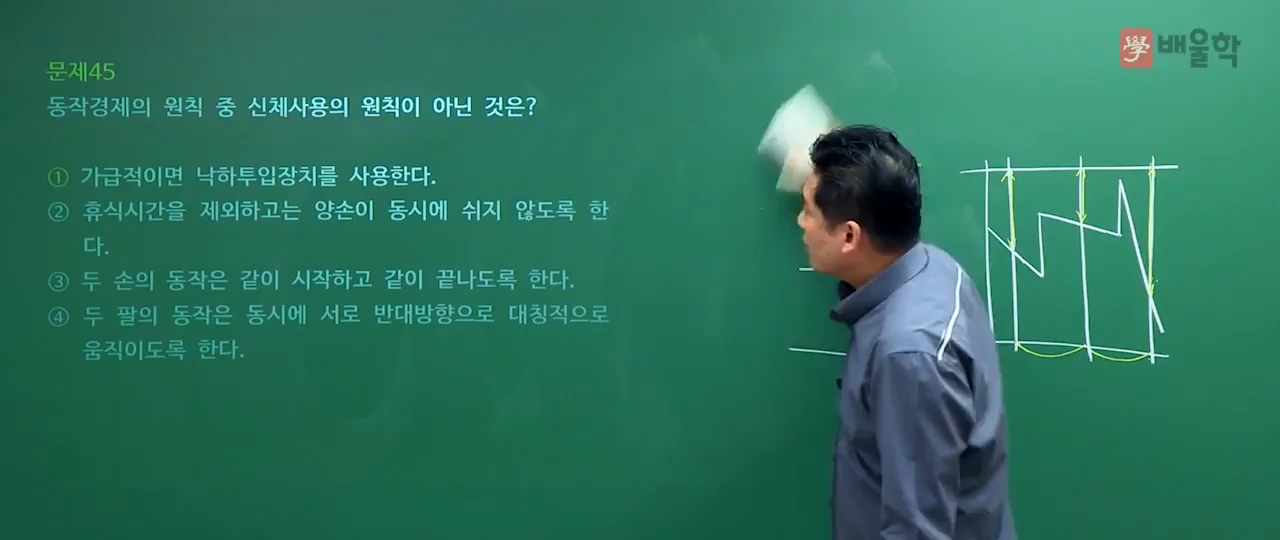 學 배울학
문제45
동작경제의 원칙 중 신체사용의 원칙이 아닌 것은?
① 가급적이면 낙하투입장치를 사용한다.
② 휴식시간을 제외하고는 양손이 동시에 쉬지 않도록 한
다.
③ 두 손의 동작은 같이 시작하고 같이 끝나도록 한다.
④ 두 팔의 동작은 동시에 서로 반대방향으로 대칭적으로
움직이도록 한다.